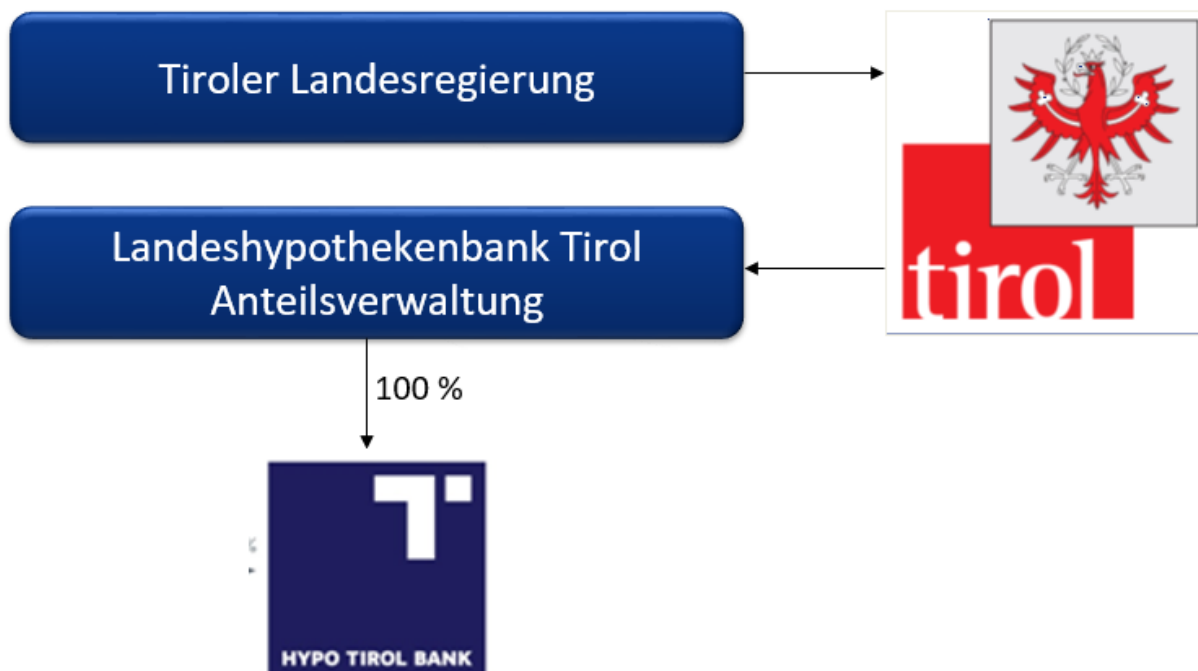 Tiroler Landesregierung
tirol
Landeshypothekenbank Tirol
Anteilsverwaltung
100 %
HYPO TIROL BANK